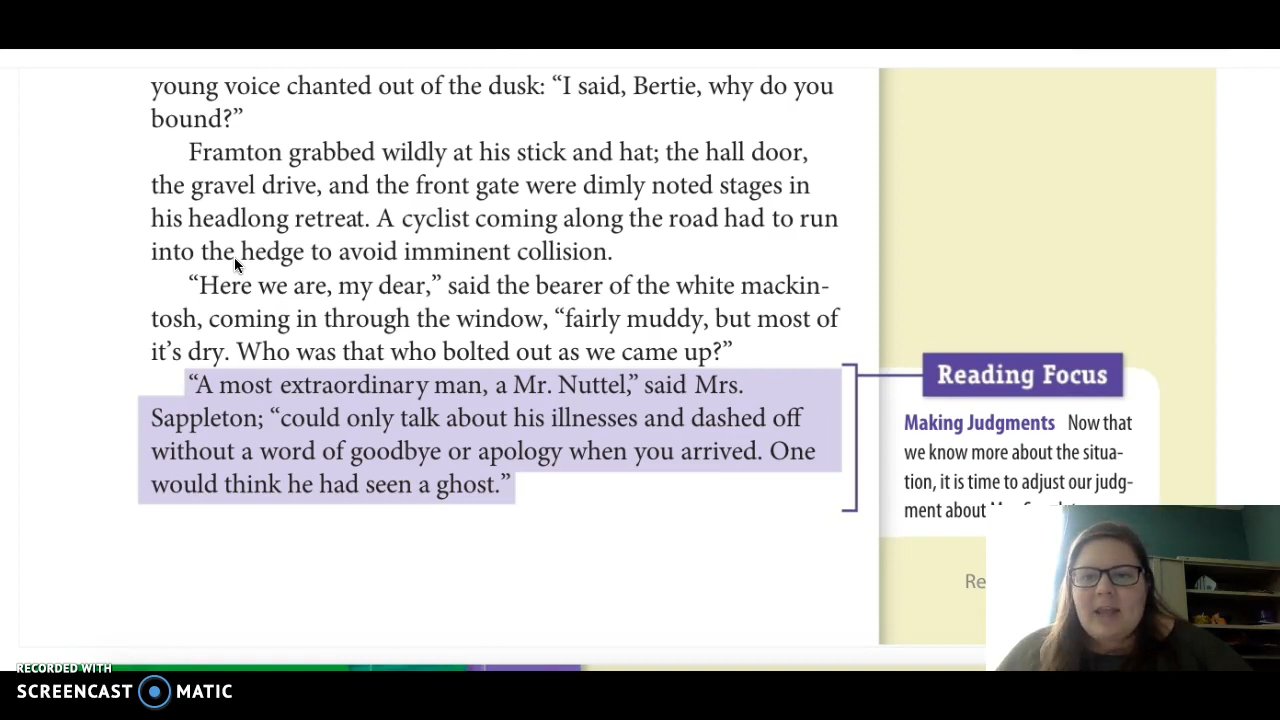 young voice chanted out of the dusk: “I said, Bertie, why do you
bound?”
Framton grabbed wildly at his stick and hat; the hall door,
the gravel drive, and the front gate were dimly noted stages in
his headlong retreat. A cyclist coming along the road had to run
into the hedge to avoid imminent collision.
“Here we are, my dear,” said the bearer of the white mackin-
tosh, coming in through the window, “fairly muddy, but most of
it’s dry. Who was that who bolted out as we came up?”
“A most extraordinary man, a Mr. Nuttel,” said Mrs.
Sappleton; “could only talk about his illnesses and dashed off
without a word of goodbye or apology when you arrived. One
would think he had seen a ghost.”
Reading Focus
Making Judgments Now that
we know more about the situa-
tion, it is time to adjust our judg-
ment about
RECORDED WITH
SCREENCAST MATIC